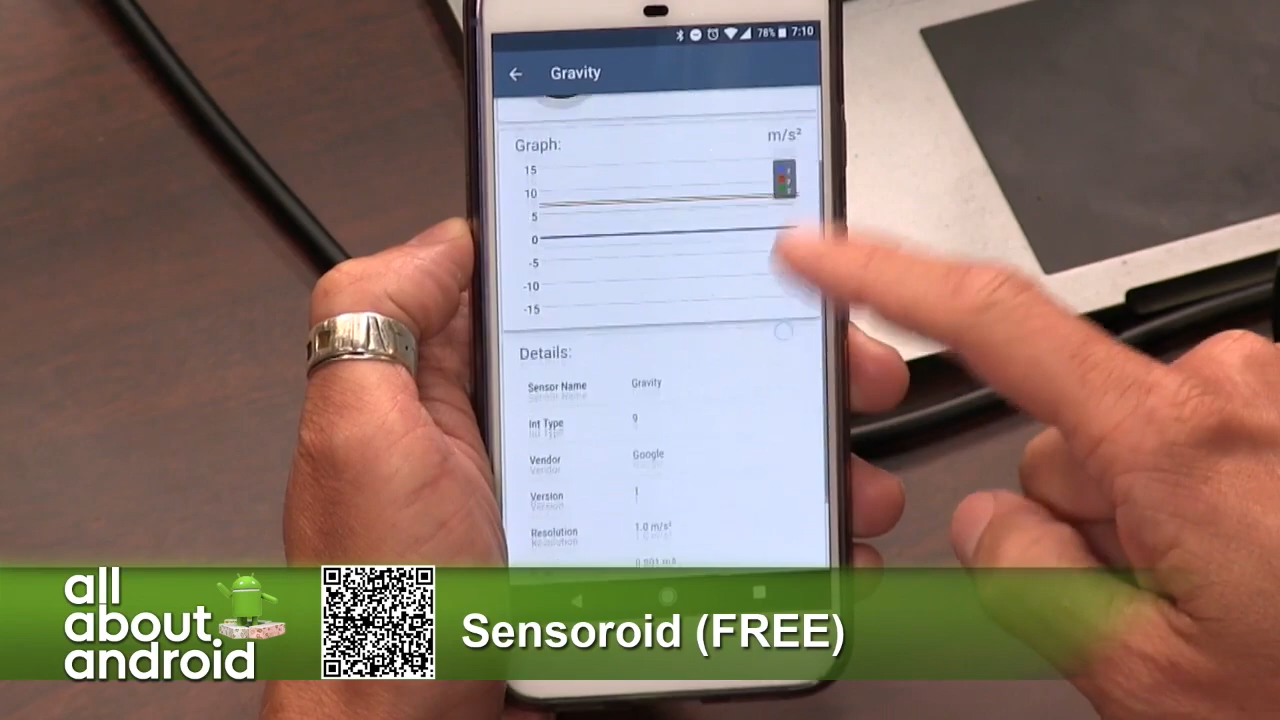 78% 7:10
Gravity
Graph:
m/s²
15
10
5
0
-5
-10
-15
Details:
Sensor Name Gravity
Int Type 9
Vendor Google
Version 1
Resolution 1.0 m/s²
all
about
android
Sensoroid (FREE)